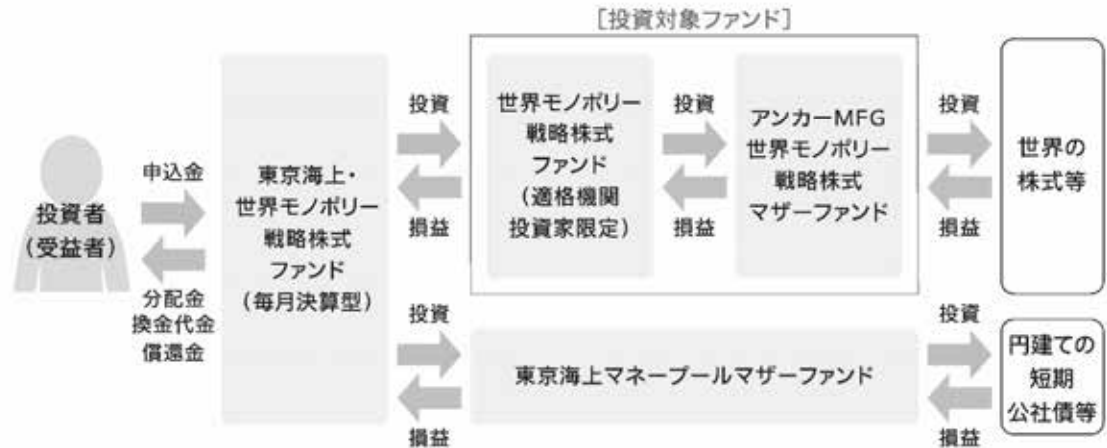 [投資対象ファンド]
投資者
(受益者)
申込金
分配金
換金代金
償還金
東京海上・
世界モノポリー
戦略株式
ファンド
(毎月決算型)
投資
損益
世界モノポリー
戦略株式
ファンド
(適格機関
投資家限定)
投資
損益
アンカーMFG
世界モノポリー
戦略株式
マザーファンド
投資
損益
世界の
株式等
投資
損益
東京海上マネープールマザーファンド
投資
損益
円建ての
短期
公社債等